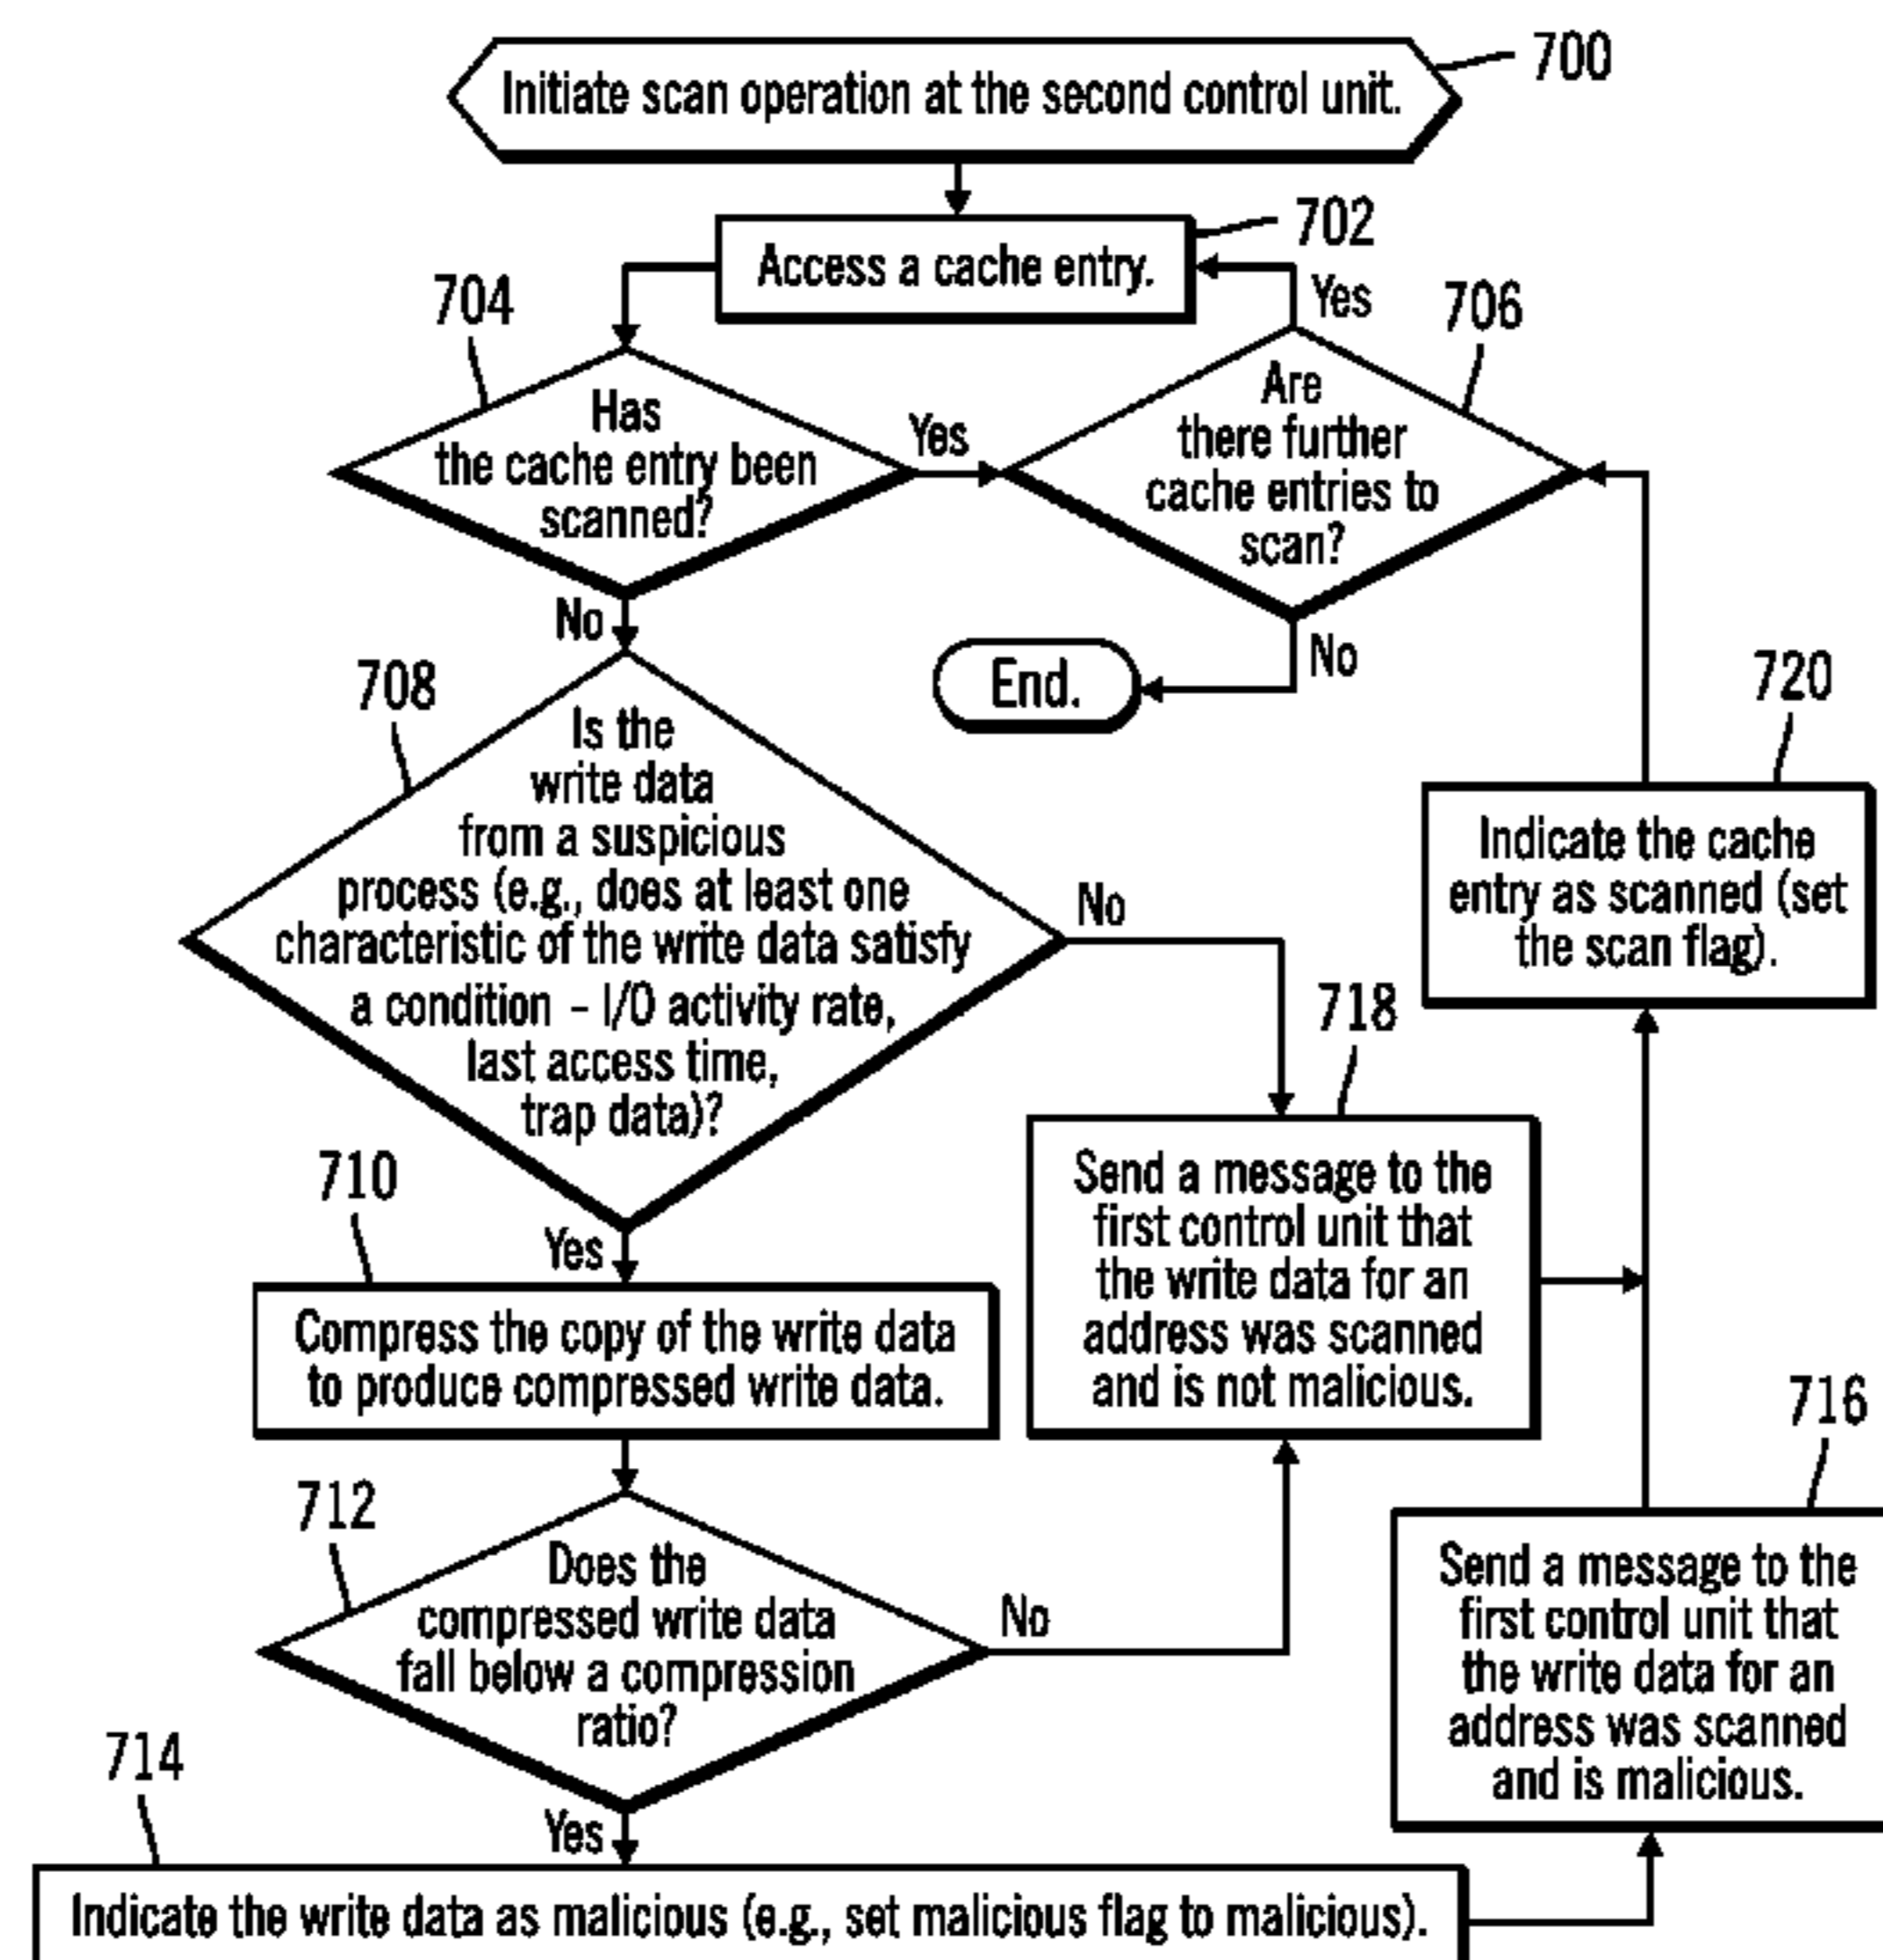 700
Initiate scan operation at the second control unit.
702
Access a cache entry.
704
Has
the cache entry been
scanned?
Yes
Yes
706
Are
there further
cache entries to
scan?
No
No
End.
708
Is the
write data
from a suspicious
process (e.g., does at least one
characteristic of the write data satisfy
a condition – I/O activity rate,
last access time,
trap data)?
No
Yes
720
Indicate the cache
entry as scanned (set
the scan flag).
718
Send a message to the
first control unit that
the write data for an
address was scanned
and is not malicious.
710
Compress the copy of the write data
to produce compressed write data.
712
Does the
compressed write data
fall below a compression
ratio?
No
Yes
716
Send a message to the
first control unit that
the write data for an
address was scanned
and is malicious.
714
Indicate the write data as malicious (e.g., set malicious flag to malicious).